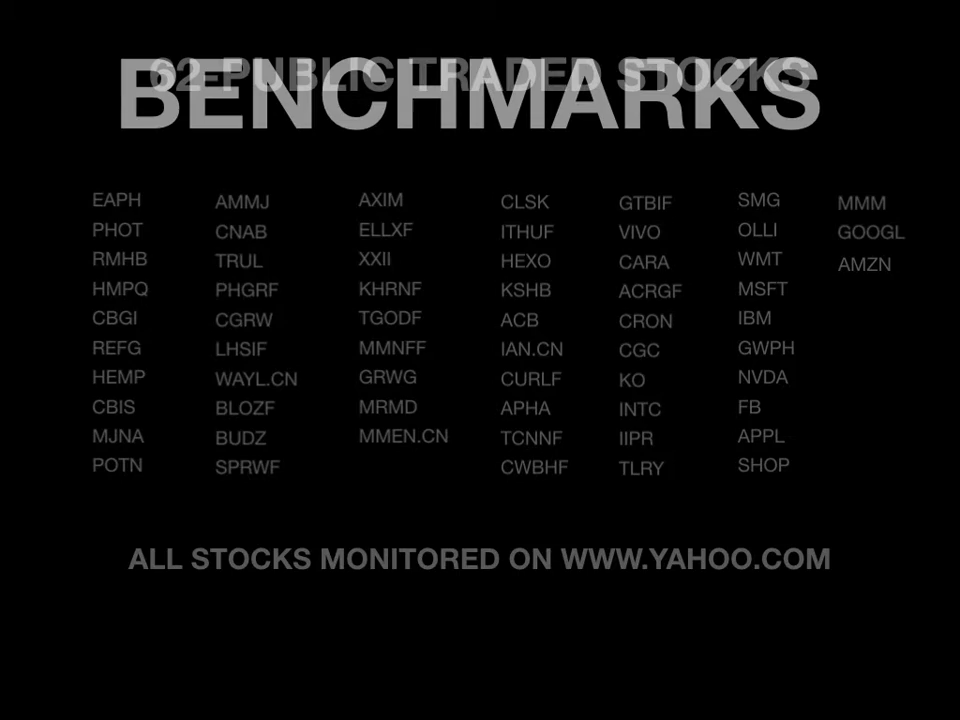 62-PUBLIC TRADED STOCKS
BENCHMARKS
EAPH
PHOT
RMHB
HMPQ
CBGI
REFG
HEMP
CBIS
MJNA
POTN
AMMJ
CNAB
TRUL
PHGRF
CGRW
LHSIF
WAYL.CN
BLOZF
BUDZ
SPRWF
AXIM
ELLXF
XXII
KHRNF
TGODF
MMNFF
GRWG
MRMD
MMEN.CN
CLSK
ITHUF
HEXO
KSHB
ACB
IAN.CN
CURLF
APHA
TCNNF
CWBHF
GTBIF
VIVO
CARA
ACRGF
CRON
CGC
KO
INTC
IIPR
TLRY
SMG
OLLI
WMT
MSFT
IBM
GWPH
NVDA
FB
APPL
SHOP
MMM
GOOGL
AMZN
ALL STOCKS MONITORED ON WWW.YAHOO.COM